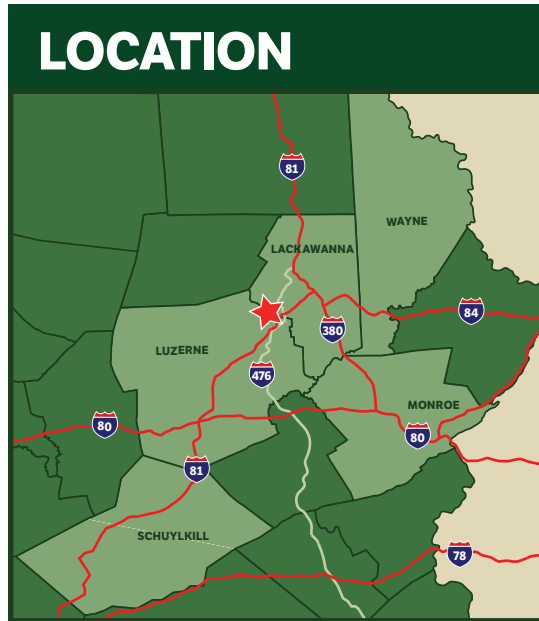 LOCATION
81
WAYNE
LACKAWANNA
84
380
LUZERNE
476
MONROE
80
80
81
SCHUYLKILL
78